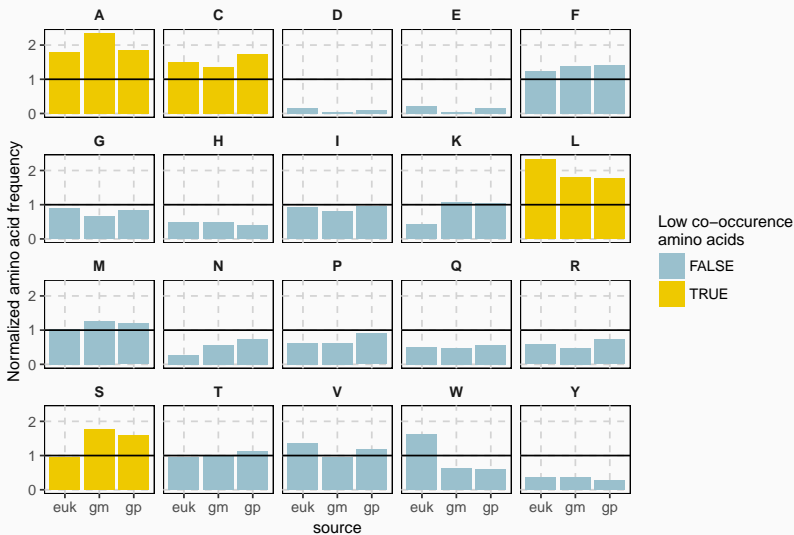 A C D E F
2
1
0
G H I K L
2
1
0
M N P Q R
2
1
0
S T V W Y
2
1
0
euk gm gp euk gm gp euk gm gp euk gm gp euk gm gp
source
Normalized amino acid frequency
Low co−occurence
amino acids
FALSE
TRUE